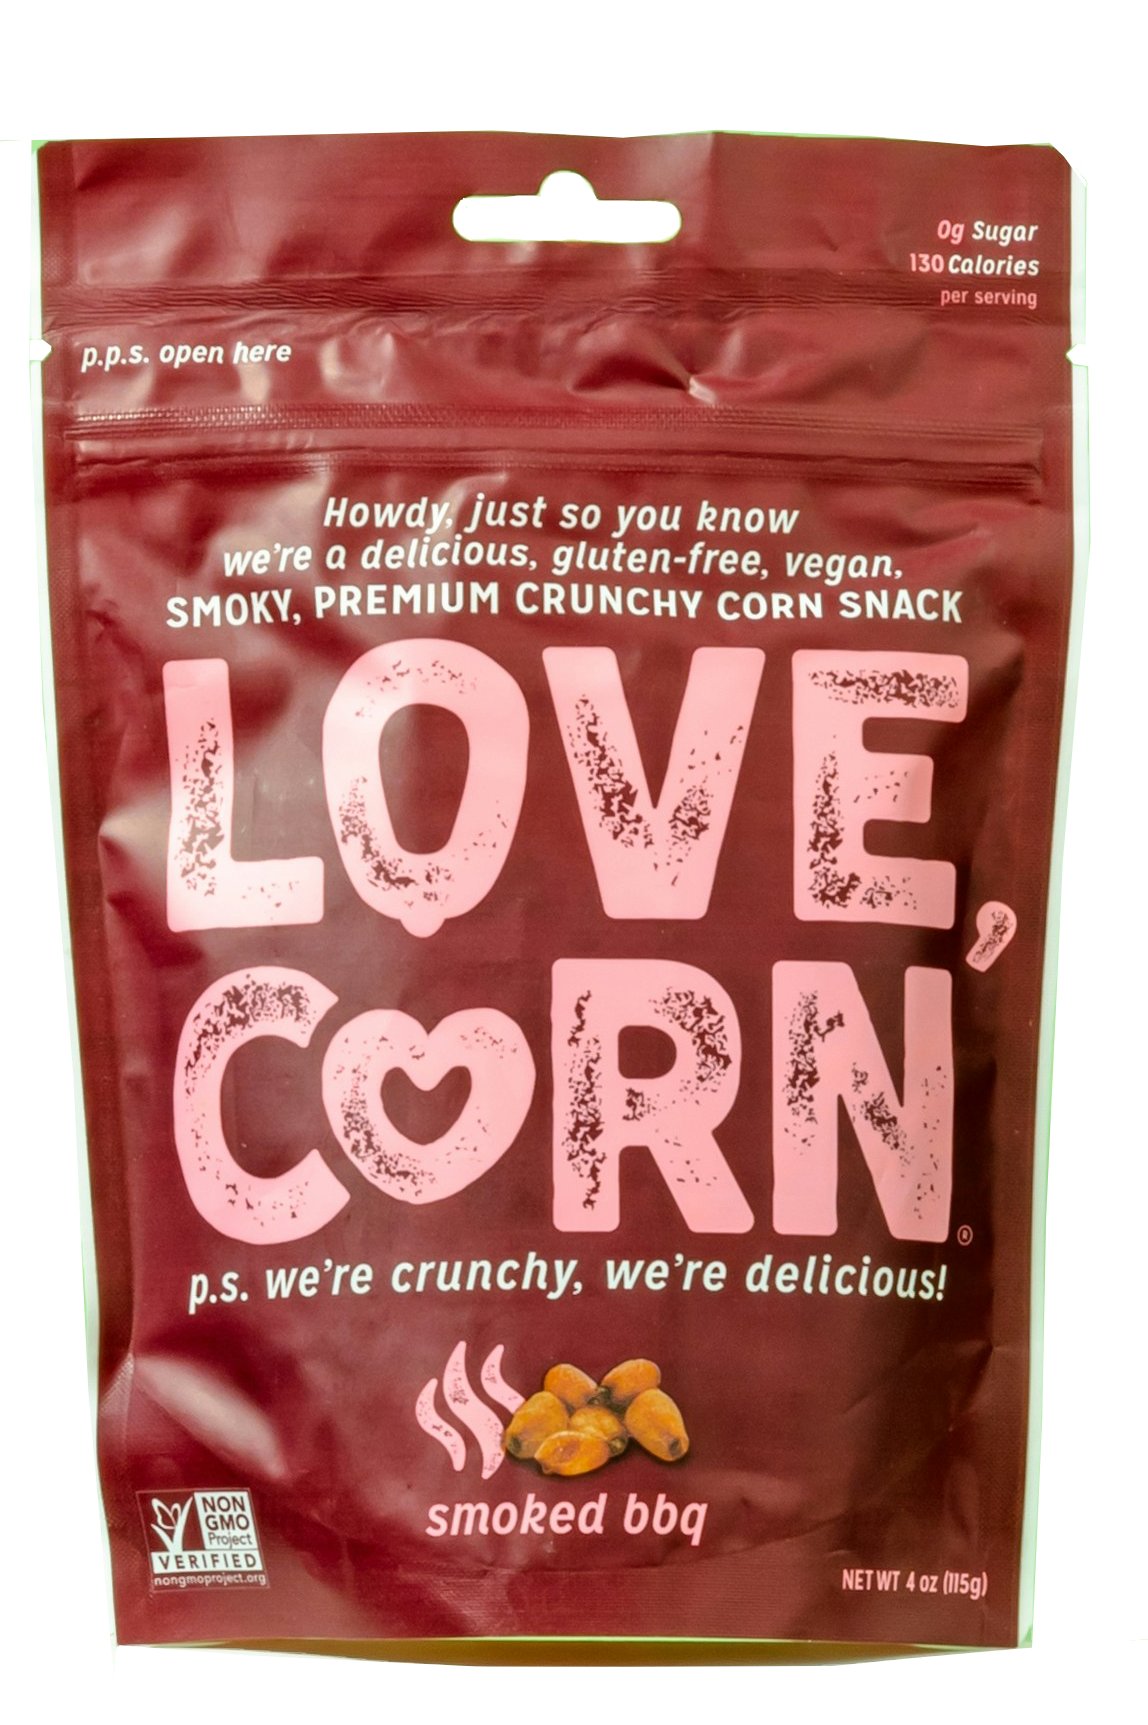 0g Sugar
130 Calories
per serving
p.p.s. open here
Howdy, just so you know
we're a delicious, gluten-free, vegan,
SMOKY, PREMIUM CRUNCHY CORN SNACK
LOVE,
CORN®
p.s. we're crunchy, we're delicious!
smoked bbq
NON
GMO
Project
VERIFIED
nongmoproject.org
NET WT 4 oz (115g)